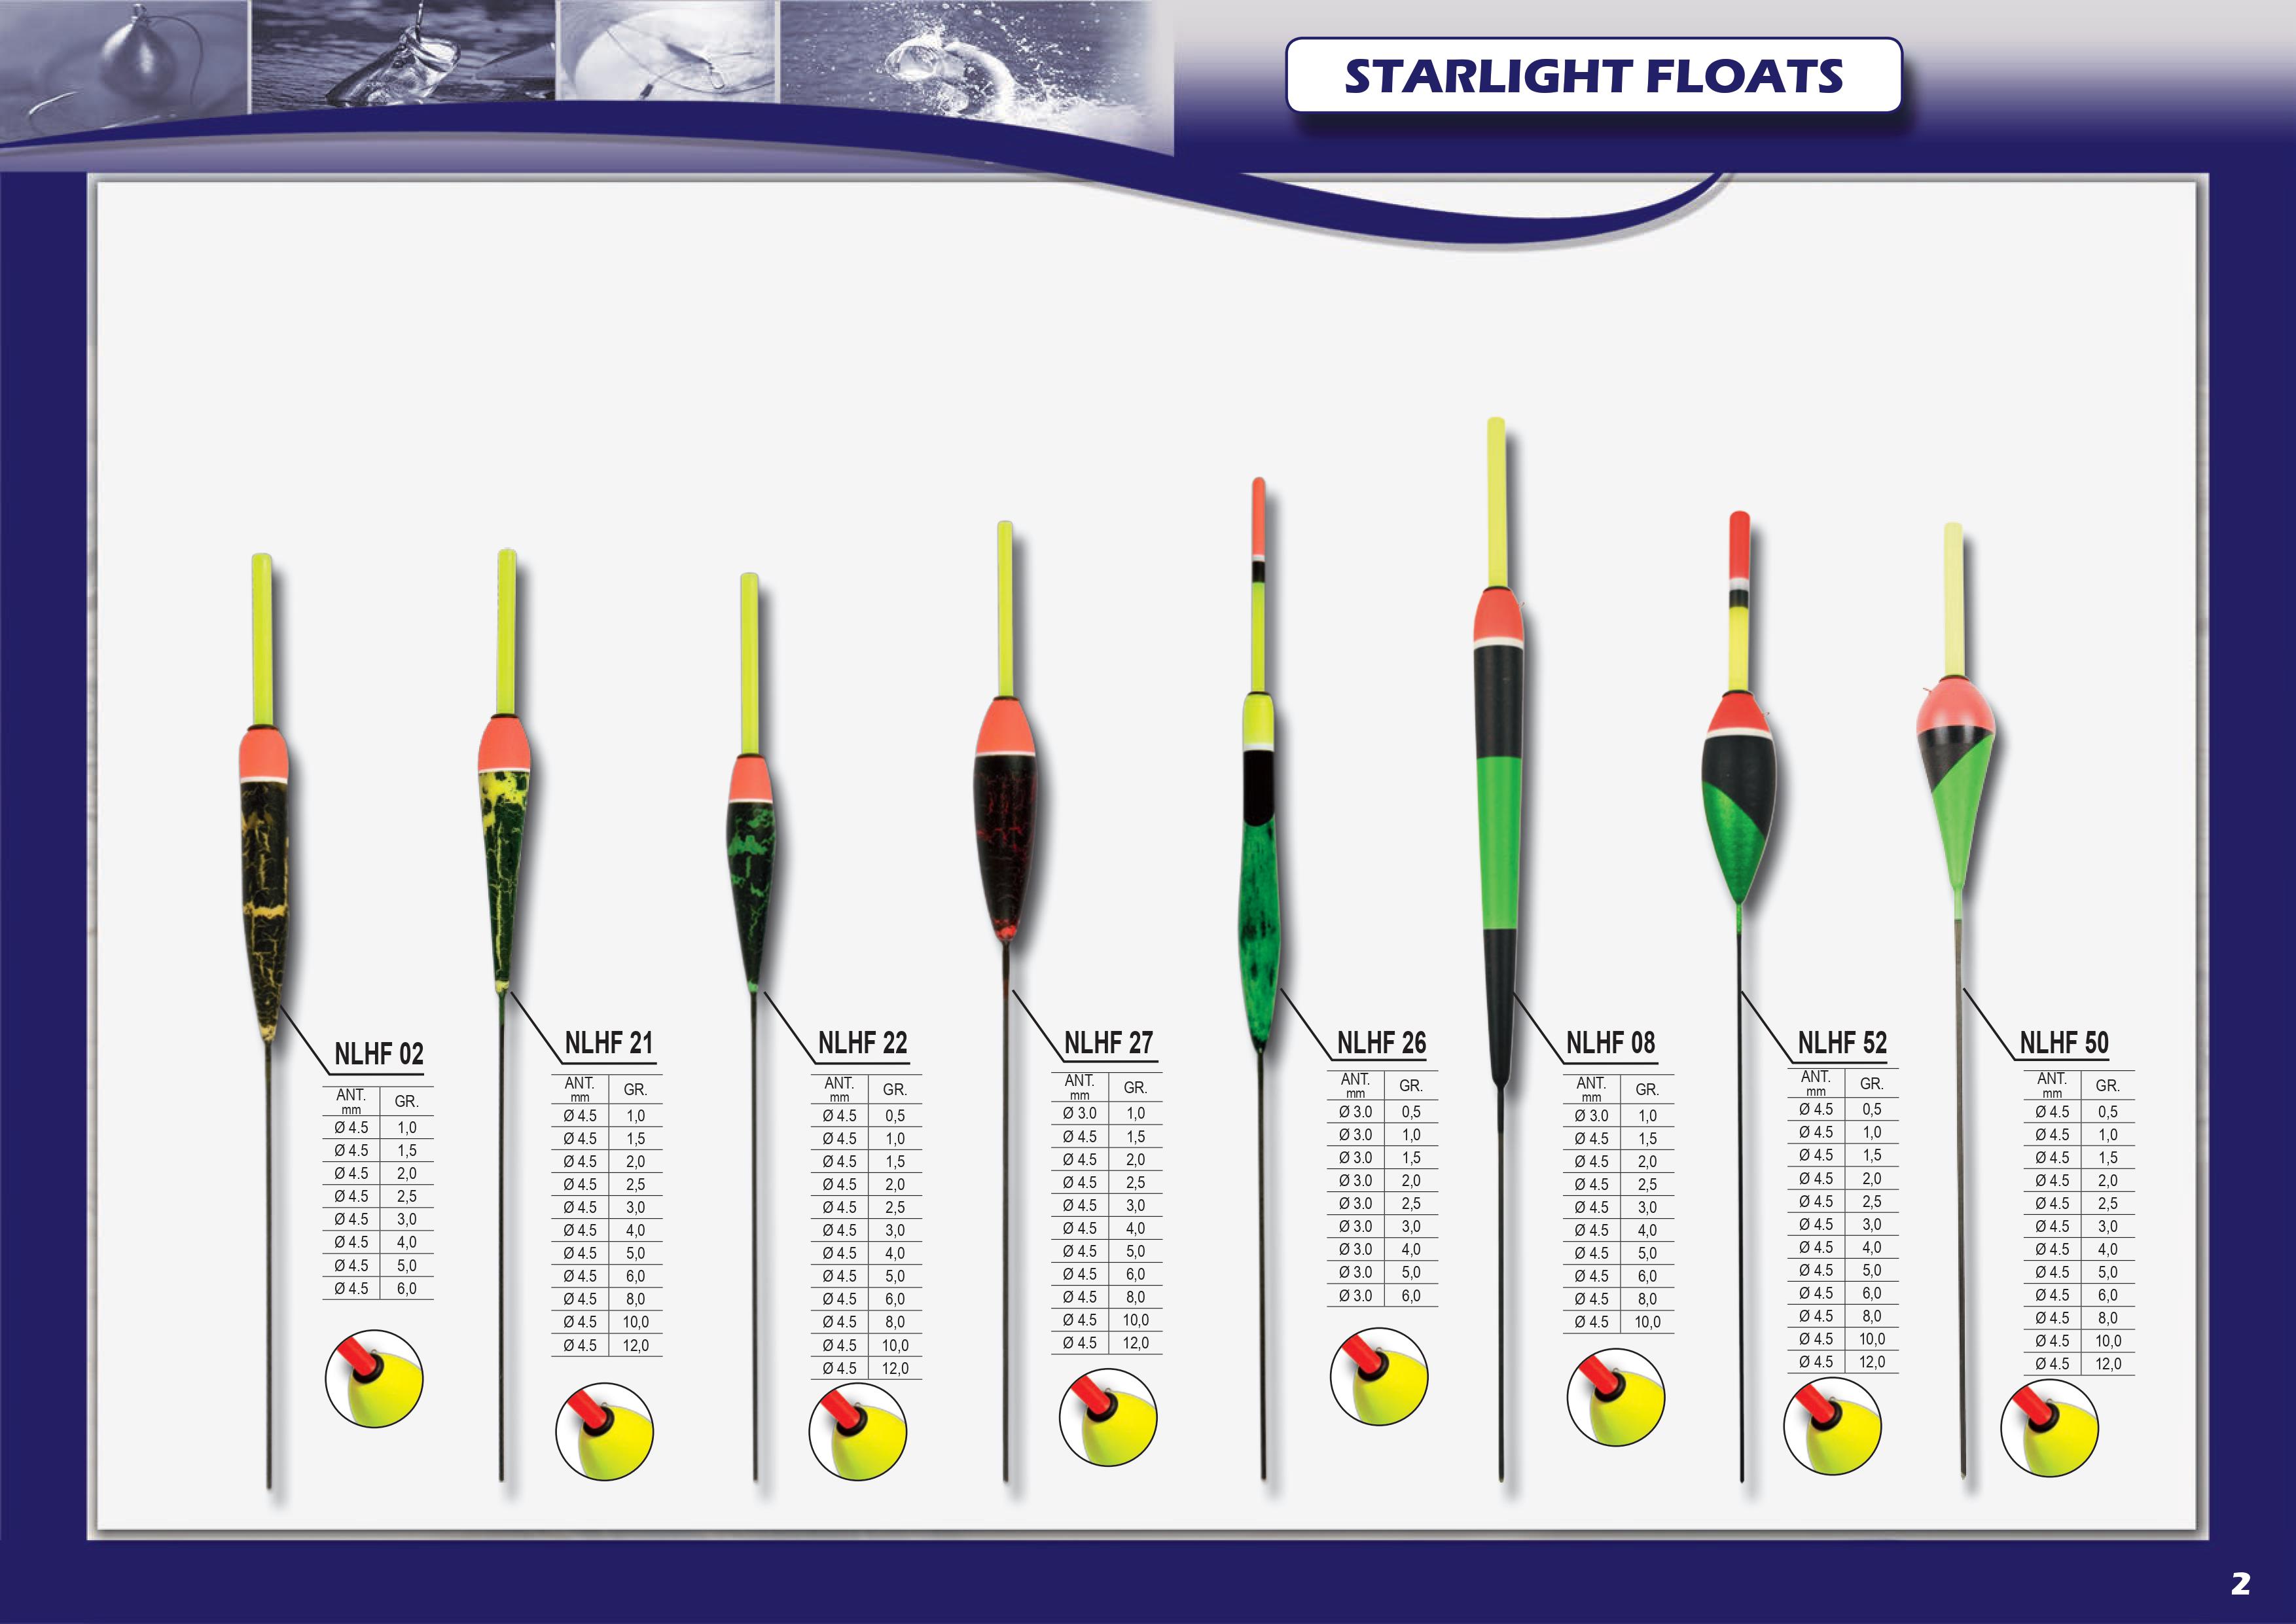 STARLIGHT FLOATS
NLHF 02
ANT. mm GR.
Ø 4.5 1,0
Ø 4.5 1,5
Ø 4.5 2,0
Ø 4.5 2,5
Ø 4.5 3,0
Ø 4.5 4,0
Ø 4.5 5,0
Ø 4.5 6,0
NLHF 21
ANT. mm GR.
Ø 4.5 1,0
Ø 4.5 1,5
Ø 4.5 2,0
Ø 4.5 2,5
Ø 4.5 3,0
Ø 4.5 4,0
Ø 4.5 5,0
Ø 4.5 6,0
Ø 4.5 8,0
Ø 4.5 10,0
Ø 4.5 12,0
NLHF 22
ANT. mm GR.
Ø 4.5 0,5
Ø 4.5 1,0
Ø 4.5 1,5
Ø 4.5 2,0
Ø 4.5 2,5
Ø 4.5 3,0
Ø 4.5 4,0
Ø 4.5 5,0
Ø 4.5 6,0
Ø 4.5 8,0
Ø 4.5 10,0
Ø 4.5 12,0
NLHF 27
ANT. mm GR.
Ø 3.0 1,0
Ø 4.5 1,5
Ø 4.5 2,0
Ø 4.5 2,5
Ø 4.5 3,0
Ø 4.5 4,0
Ø 4.5 5,0
Ø 4.5 6,0
Ø 4.5 8,0
Ø 4.5 10,0
Ø 4.5 12,0
NLHF 26
ANT. mm GR.
Ø 3.0 0,5
Ø 3.0 1,0
Ø 3.0 1,5
Ø 3.0 2,0
Ø 3.0 2,5
Ø 3.0 3,0
Ø 3.0 4,0
Ø 3.0 5,0
Ø 3.0 6,0
NLHF 08
ANT. mm GR.
Ø 3.0 1,0
Ø 4.5 1,5
Ø 4.5 2,0
Ø 4.5 2,5
Ø 4.5 3,0
Ø 4.5 4,0
Ø 4.5 5,0
Ø 4.5 6,0
Ø 4.5 8,0
Ø 4.5 10,0
NLHF 52
ANT. mm GR.
Ø 4.5 0,5
Ø 4.5 1,0
Ø 4.5 1,5
Ø 4.5 2,0
Ø 4.5 2,5
Ø 4.5 3,0
Ø 4.5 4,0
Ø 4.5 5,0
Ø 4.5 6,0
Ø 4.5 8,0
Ø 4.5 10,0
Ø 4.5 12,0
NLHF 50
ANT. mm GR.
Ø 4.5 0,5
Ø 4.5 1,0
Ø 4.5 1,5
Ø 4.5 2,0
Ø 4.5 2,5
Ø 4.5 3,0
Ø 4.5 4,0
Ø 4.5 5,0
Ø 4.5 6,0
Ø 4.5 8,0
Ø 4.5 10,0
Ø 4.5 12,0
2